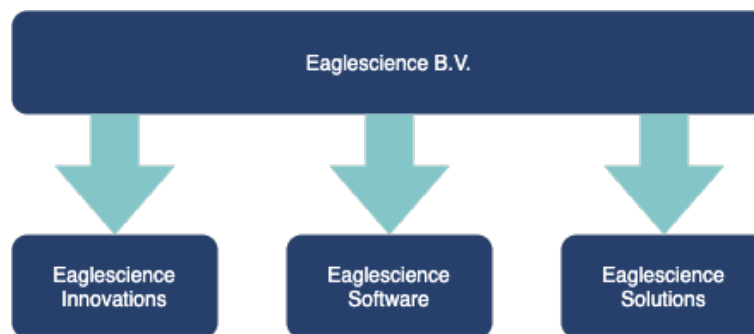 Eaglescience B.V.
Eaglescience
Innovations
Eaglescience
Software
Eaglescience
Solutions